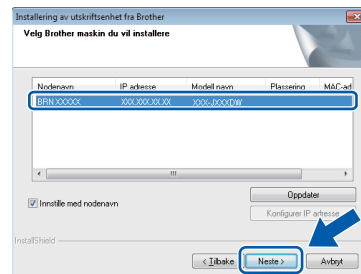 Installering av utskriftsenhet fra Brother
Velg Brother maskin du vil installere
Nodenavn IP adresse Modell navn Plassering MAC-ad
BRN XXXXX XXX.XXX.XX.XX XXX-JXXXDW
Oppdater
Innstille med nodenavn
Konfigurer IP adresse
InstallShield
< Tilbake Neste > Avbryt